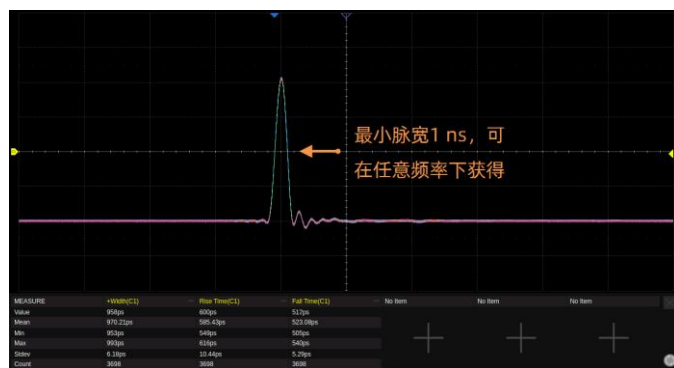 最小脉宽1 ns，可
在任意频率下获得
MEASURE +Width(C1) Rise Time(C1) Fall Time(C1) No Item No Item No Item
Value 958ps 600ps 517ps
Mean 970.21ps 585.43ps 523.08ps
Min 953ps 549ps 505ps
Max 993ps 616ps 540ps
Stdev 6.18ps 10.44ps 5.29ps
Count 3698 3698 3698